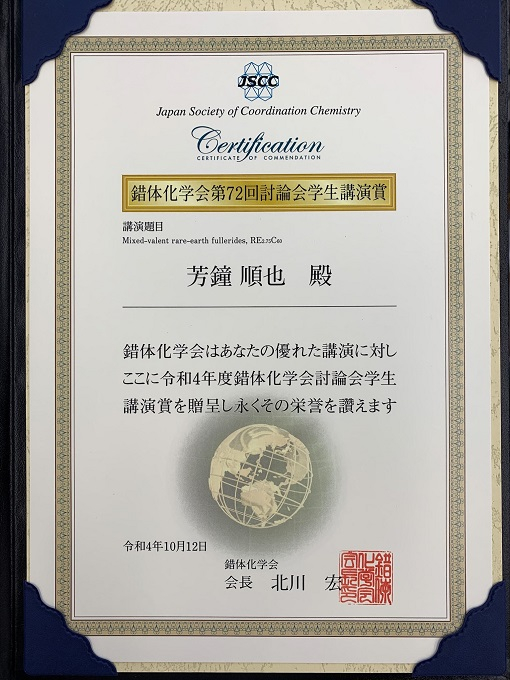 JSCC
Japan Society of Coordination Chemistry
Certification
CERTIFICATE OF COMMENDATION
錯体化学会第72回討論会学生講演賞
講演題目
Mixed-valent rare-earth fullerides, RE2.75C60
芳鐘 順也 殿
錯体化学会はあなたの優れた講演に対し
ここに令和4年度錯体化学会討論会学生
講演賞を贈呈し永くその栄誉を讃えます
令和4年10月12日
錯体化学会
会長 北川 宏